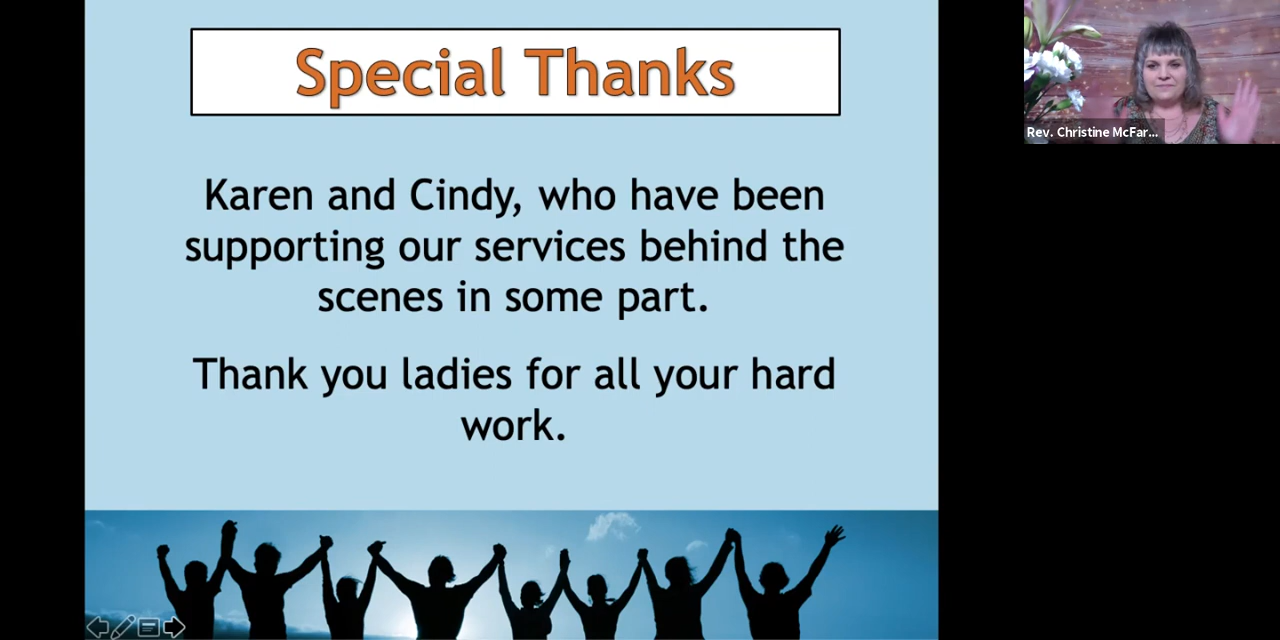 Special Thanks
Karen and Cindy, who have been
supporting our services behind the
scenes in some part.
Thank you ladies for all your hard
work.
Rev. Christine McFar...